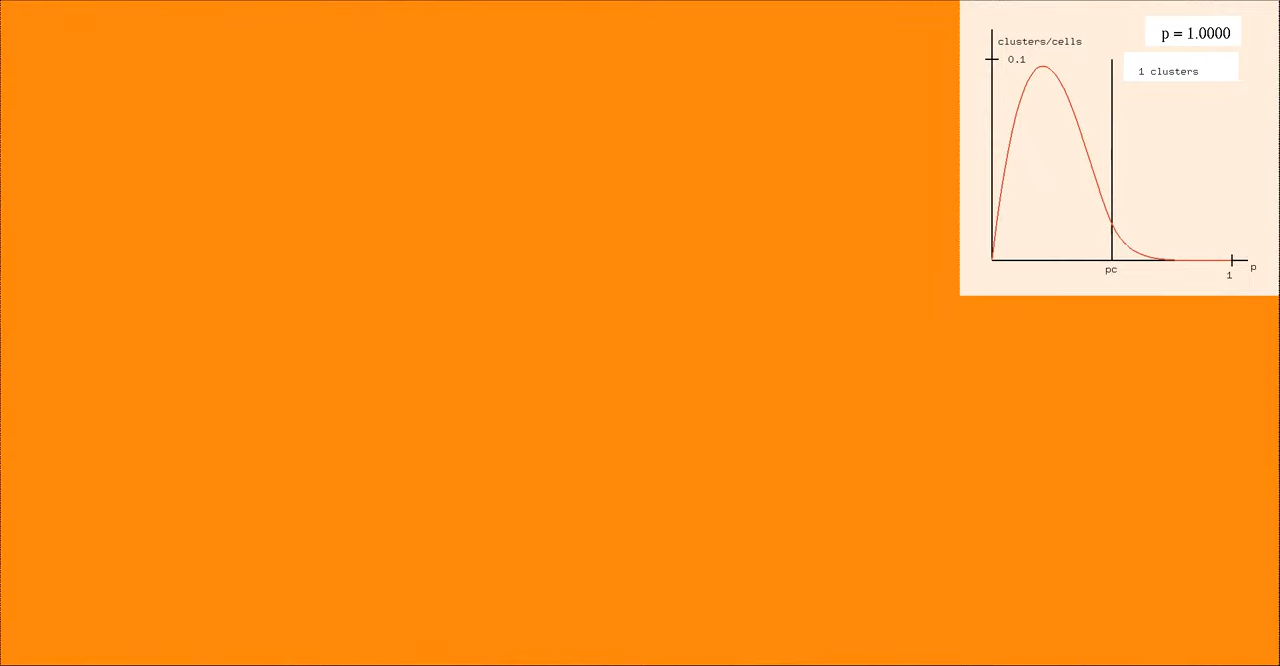 p = 1.0000
clusters/cells
0.1
1 clusters
pc
1
p